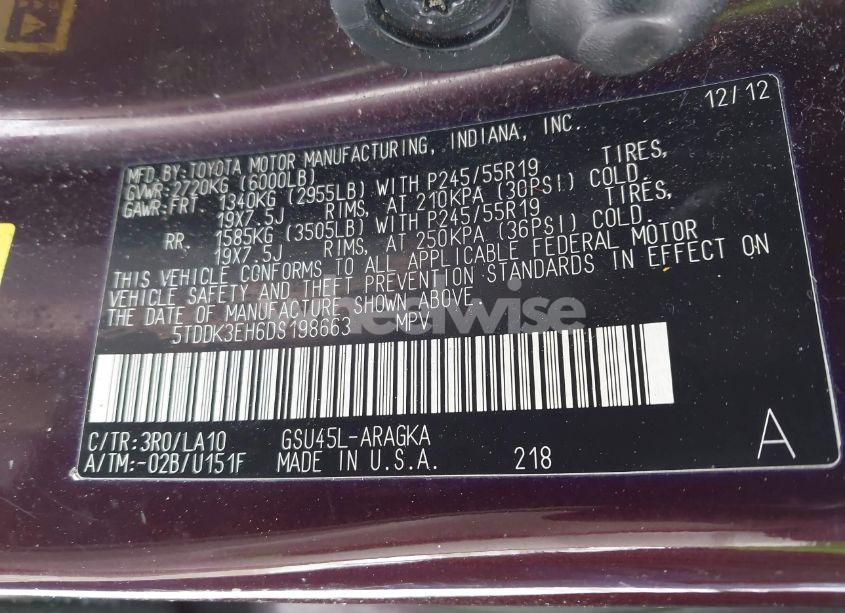 12/12
MFD.BY:TOYOTA MOTOR MANUFACTURING, INDIANA, INC.
GVWR:2720KG (6000LB)
GAWR:FRT 1340KG (2955LB) WITH P245/55R19 TIRES,
19X7.5J RIMS, AT 210KPA (30PSI) COLD.
RR. 1585KG (3505LB) WITH P245/55R19 TIRES,
19X7.5J RIMS, AT 250KPA (36PSI) COLD.
THIS VEHICLE CONFORMS TO ALL APPLICABLE FEDERAL MOTOR
VEHICLE SAFETY AND THEFT PREVENTION STANDARDS IN EFFECT ON
THE DATE OF MANUFACTURE SHOWN ABOVE.
5TDDK3EH6DS198663 MPV
C/TR:3R0/LA10 GSU45L-ARAGKA
A/TM:-02B/U151F MADE IN U.S.A. 218
A